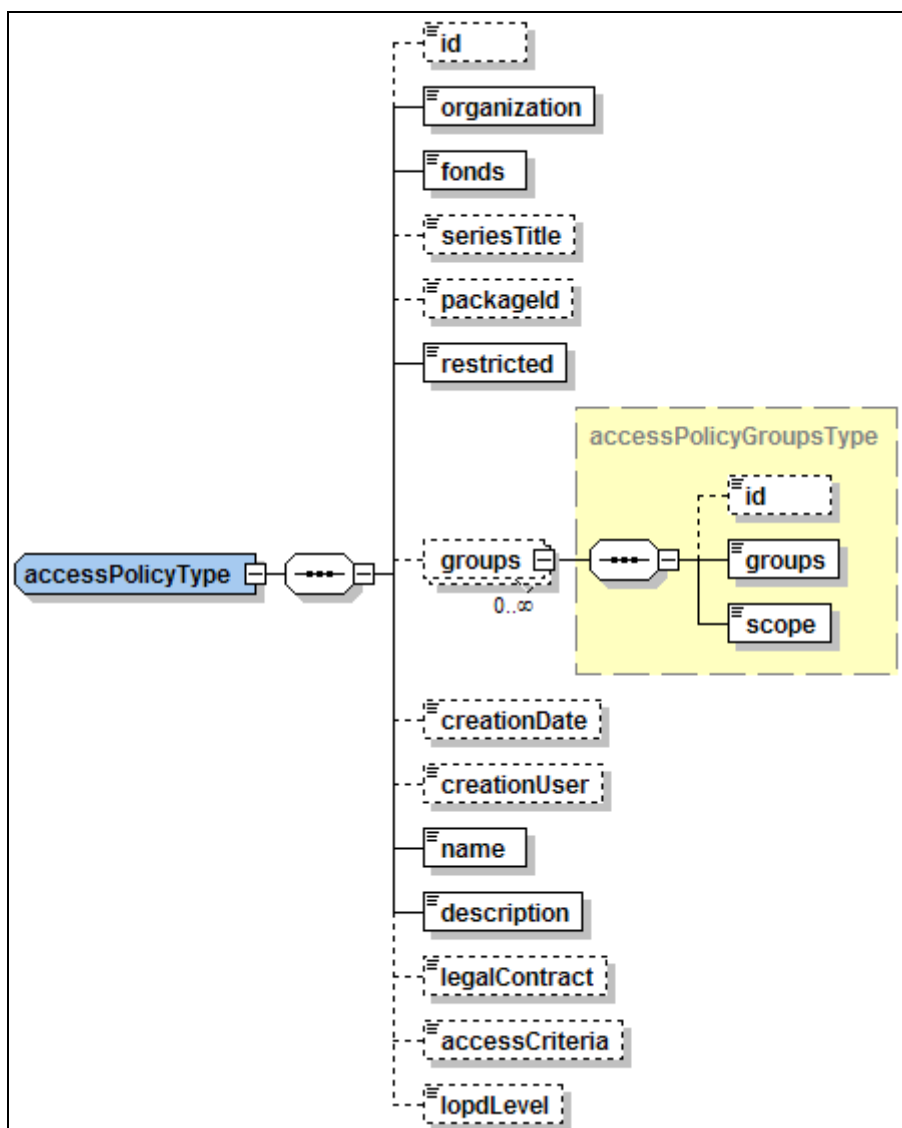 id
organization
fonds
seriesTitle
packageId
restricted
accessPolicyGroupsType
id
groups
scope
accessPolicyType
groups
0..∞
creationDate
creationUser
name
description
legalContract
accessCriteria
lopdLevel